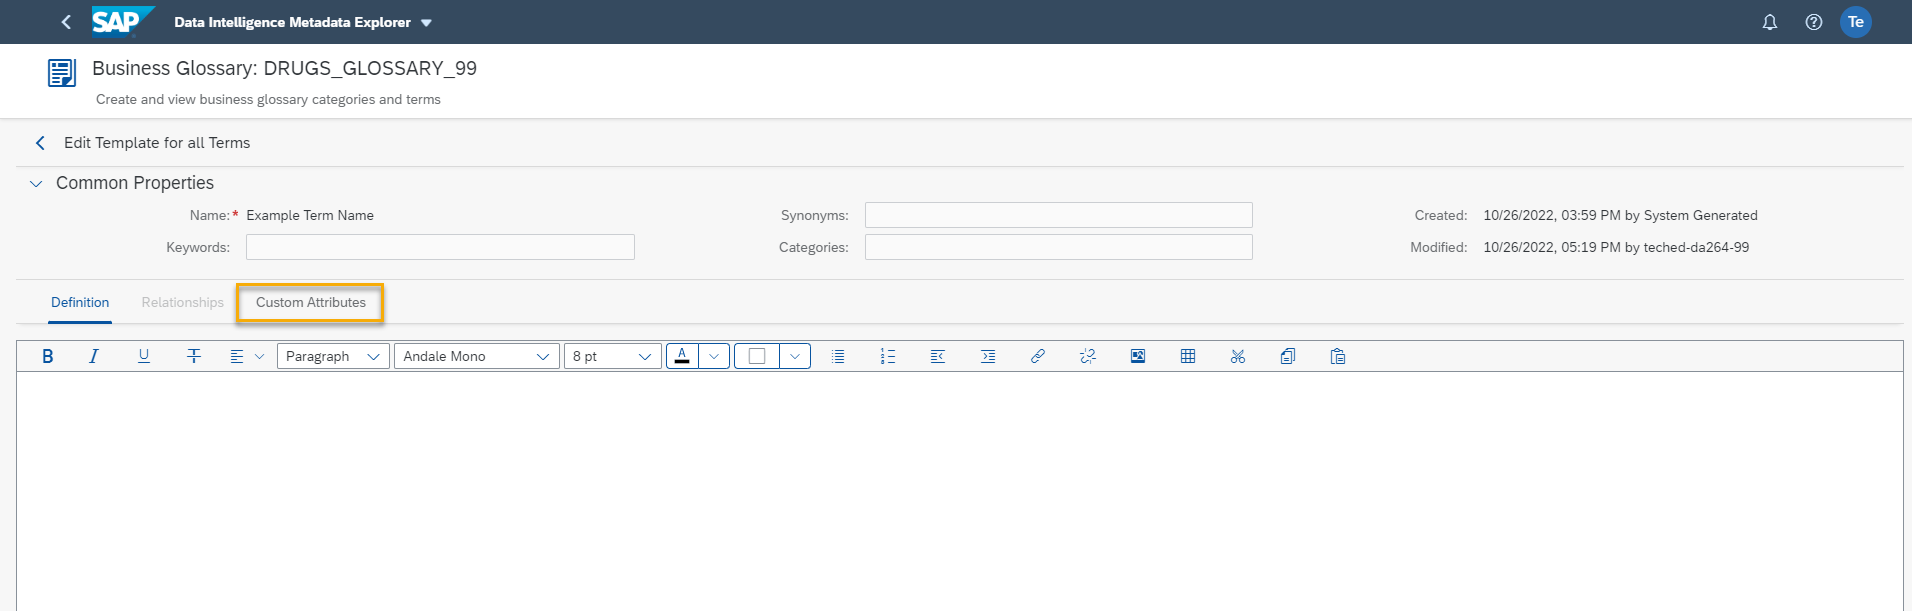 SAP Data Intelligence Metadata Explorer Te
Business Glossary: DRUGS_GLOSSARY_99
Create and view business glossary categories and terms
Edit Template for all Terms
Common Properties
Name:* Example Term Name Synonyms: Created: 10/26/2022, 03:59 PM by System Generated
Keywords: Categories: Modified: 10/26/2022, 05:19 PM by teched-da264-99
Definition Relationships Custom Attributes
B I U T Paragraph Andale Mono 8 pt A